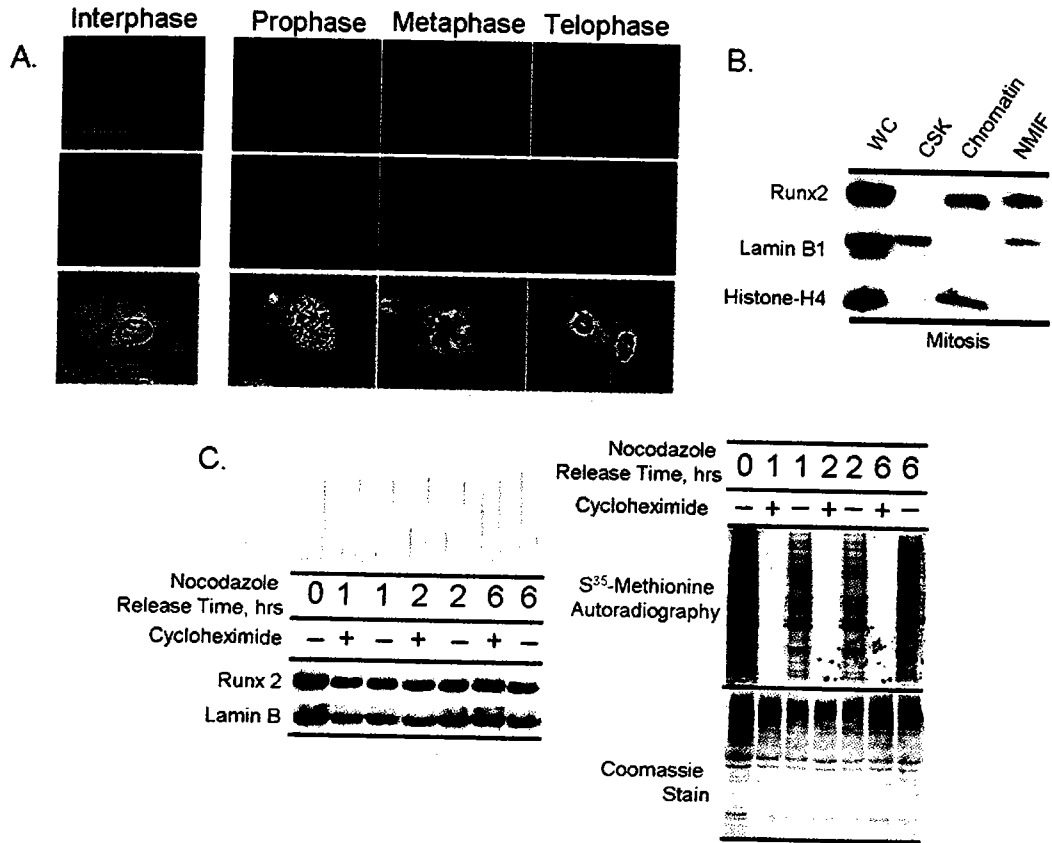 A.
Interphase Prophase Metaphase Telophase
B.
WC CSK Chromatin NMIF
Runx2
Lamin B1
Histone-H4
Mitosis
C.
Nocodazole
Release Time, hrs 0 1 1 2 2 6 6
Cycloheximide − + − + − + −
Runx 2
Lamin B
Nocodazole
Release Time, hrs 0 1 1 2 2 6 6
Cycloheximide − + − + − + −
S³⁵-Methionine
Autoradiography
Coomassie
Stain